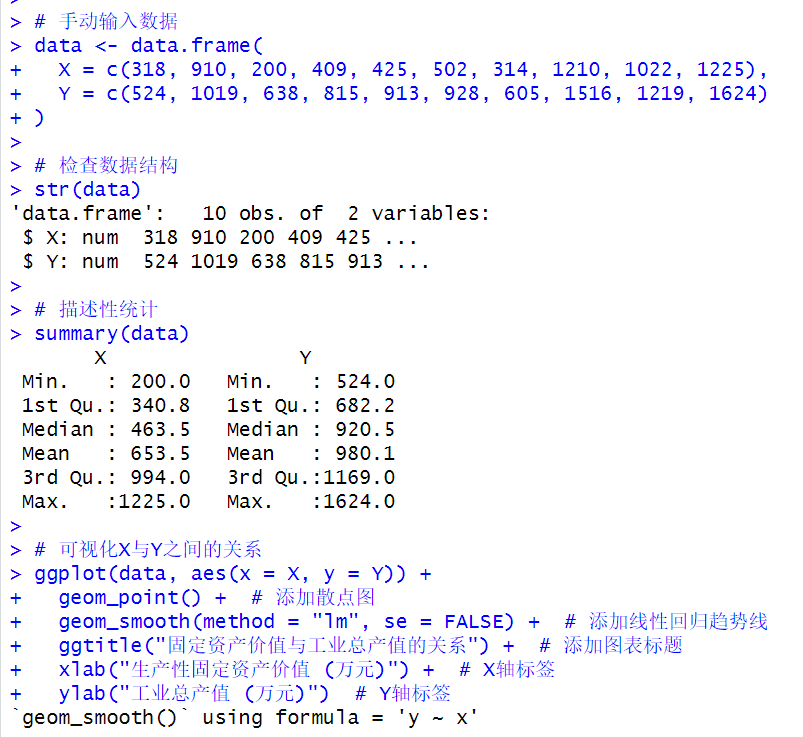 >
> # 手动输入数据
> data <- data.frame(
+   X = c(318, 910, 200, 409, 425, 502, 314, 1210, 1022, 1225),
+   Y = c(524, 1019, 638, 815, 913, 928, 605, 1516, 1219, 1624)
+ )
>
> # 检查数据结构
> str(data)
'data.frame':   10 obs. of  2 variables:
 $ X: num  318 910 200 409 425 ...
 $ Y: num  524 1019 638 815 913 ...
>
> # 描述性统计
> summary(data)
       X                Y
 Min.   : 200.0   Min.   : 524.0
 1st Qu.: 340.8   1st Qu.: 682.2
 Median : 463.5   Median : 920.5
 Mean   : 653.5   Mean   : 980.1
 3rd Qu.: 994.0   3rd Qu.:1169.0
 Max.   :1225.0   Max.   :1624.0
>
> # 可视化X与Y之间的关系
> ggplot(data, aes(x = X, y = Y)) +
+   geom_point() +  # 添加散点图
+   geom_smooth(method = "lm", se = FALSE) +  # 添加线性回归趋势线
+   ggtitle("固定资产价值与工业总产值的关系") +  # 添加图表标题
+   xlab("生产性固定资产价值 (万元)") +  # X轴标签
+   ylab("工业总产值 (万元)")  # Y轴标签
`geom_smooth()` using formula = 'y ~ x'